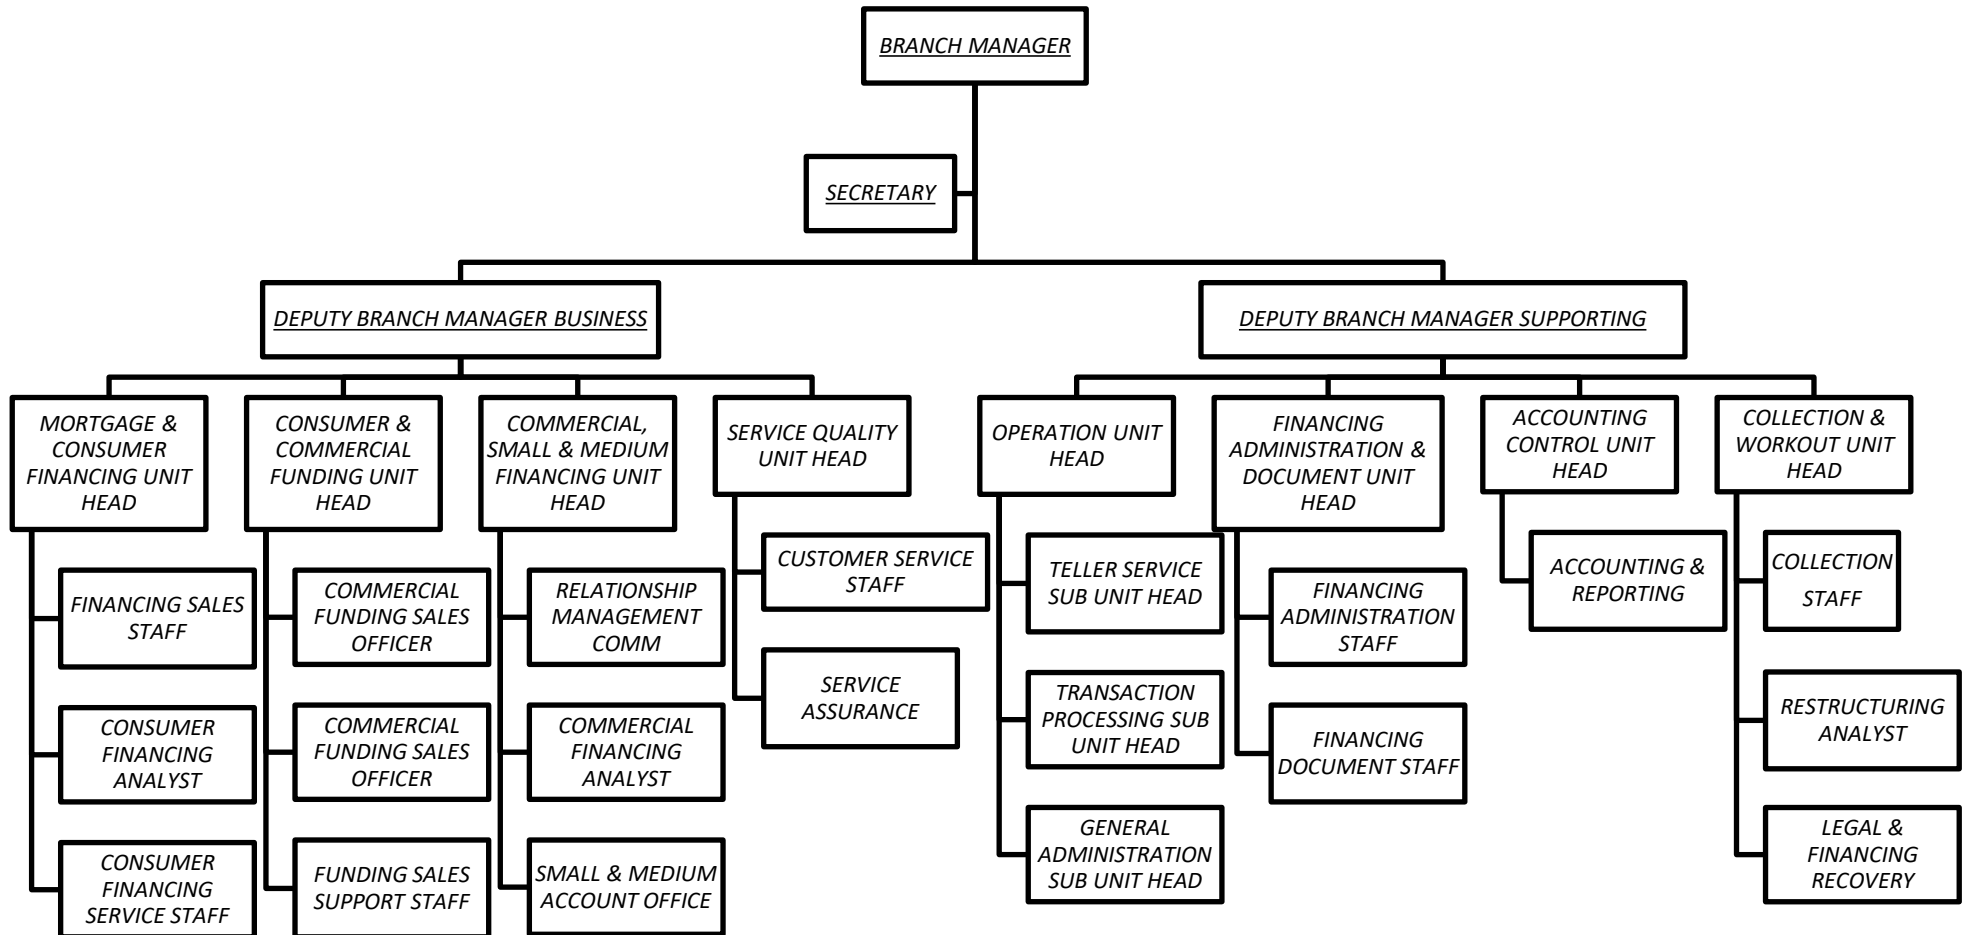 BRANCH MANAGER
SECRETARY
DEPUTY BRANCH MANAGER BUSINESS
DEPUTY BRANCH MANAGER SUPPORTING
MORTGAGE &
CONSUMER
FINANCING UNIT
HEAD
CONSUMER &
COMMERCIAL
FUNDING UNIT
HEAD
COMMERCIAL,
SMALL & MEDIUM
FINANCING UNIT
HEAD
SERVICE QUALITY
UNIT HEAD
OPERATION UNIT
HEAD
FINANCING
ADMINISTRATION &
DOCUMENT UNIT
HEAD
ACCOUNTING
CONTROL UNIT
HEAD
COLLECTION &
WORKOUT UNIT
HEAD
FINANCING SALES
STAFF
CONSUMER
FINANCING
ANALYST
CONSUMER
FINANCING
SERVICE STAFF
COMMERCIAL
FUNDING SALES
OFFICER
COMMERCIAL
FUNDING SALES
OFFICER
FUNDING SALES
SUPPORT STAFF
RELATIONSHIP
MANAGEMENT
COMM
COMMERCIAL
FINANCING
ANALYST
SMALL & MEDIUM
ACCOUNT OFFICE
CUSTOMER SERVICE
STAFF
SERVICE
ASSURANCE
TELLER SERVICE
SUB UNIT HEAD
TRANSACTION
PROCESSING SUB
UNIT HEAD
GENERAL
ADMINISTRATION
SUB UNIT HEAD
FINANCING
ADMINISTRATION
STAFF
FINANCING
DOCUMENT STAFF
ACCOUNTING &
REPORTING
COLLECTION
STAFF
RESTRUCTURING
ANALYST
LEGAL &
FINANCING
RECOVERY